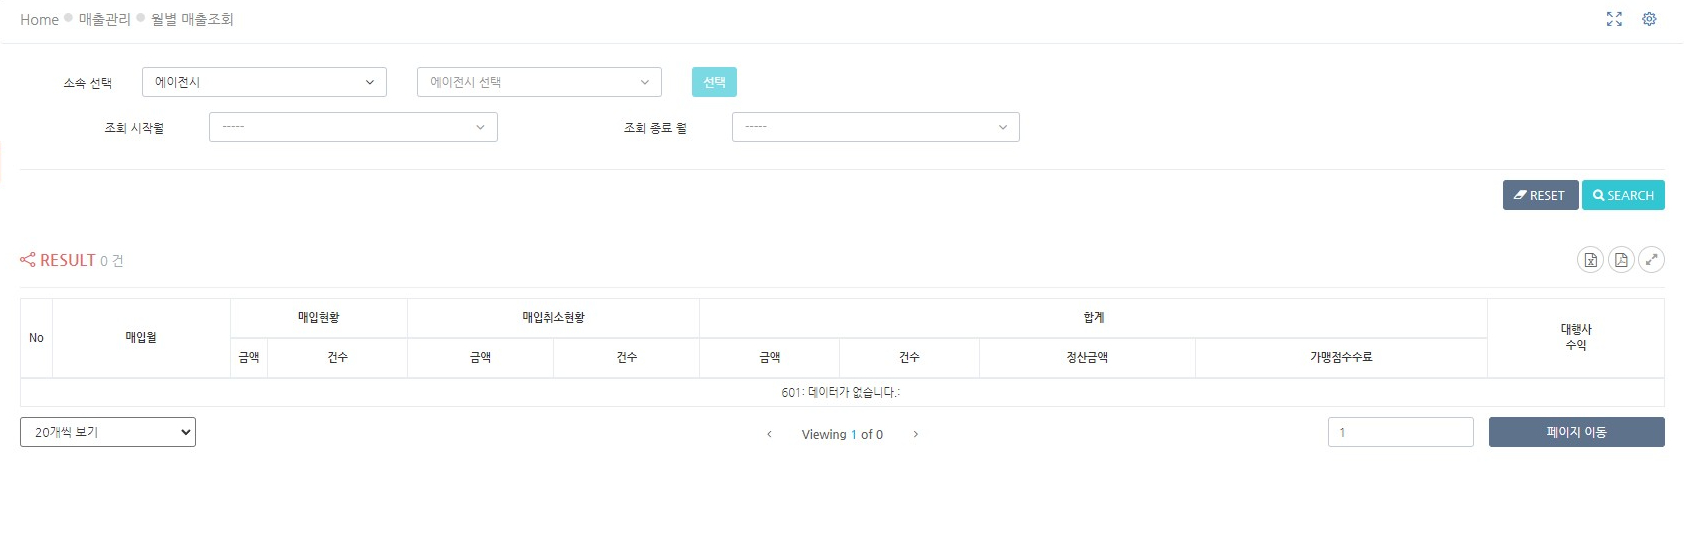 Home 매출관리 월별 매출조회
소속 선택 에이전시 에이전시 선택 선택
조회 시작월 ----- 조회 종료 월 -----
RESET SEARCH
RESULT 0 건
No 매입월 매입현황 매입취소현황 합계 대행사 수익
금액 건수 금액 건수 금액 건수 정산금액 가맹점수수료
601: 데이터가 없습니다.:
20개씩 보기 Viewing 1 of 0 1 페이지 이동